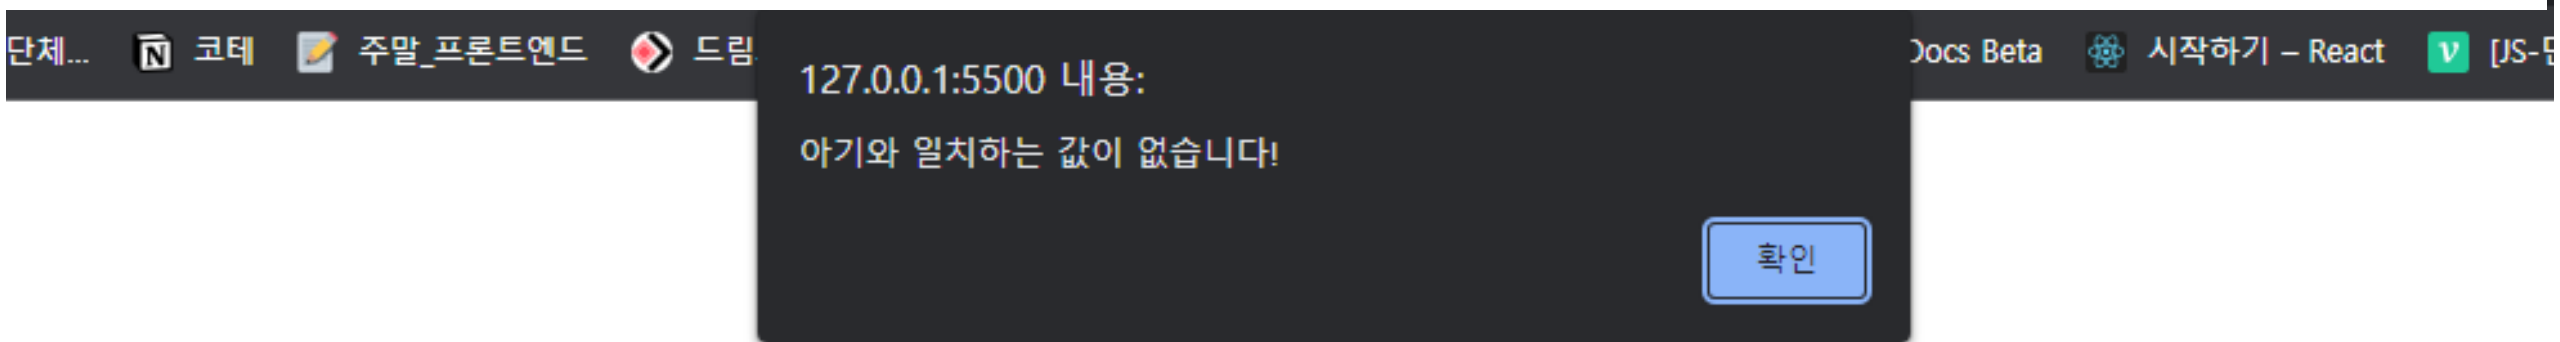 단체... 코테 주말_프론트엔드 드림 Docs Beta 시작하기 – React [JS-
127.0.0.1:5500 내용:
아기와 일치하는 값이 없습니다!
확인